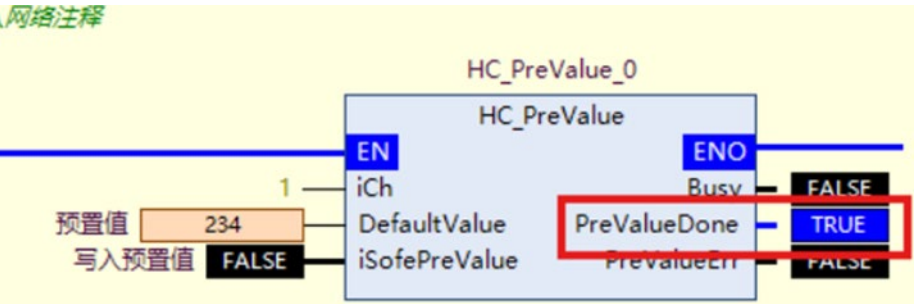 入网络注释
HC_PreValue_0
HC_PreValue
EN ENO
1 iCh Busy FALSE
预置值 234 DefaultValue PreValueDone TRUE
写入预置值 FALSE iSofePreValue PreValueErr FALSE